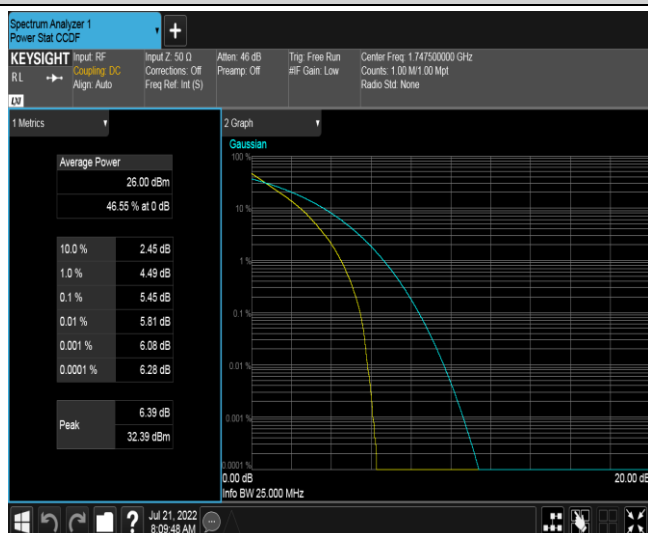 Spectrum Analyzer 1
Power Stat CCDF
KEYSIGHT
RL
LXI
Input: RF
Coupling: DC
Align: Auto
Input Z: 50 Ω
Corrections: Off
Freq Ref: Int (S)
Atten: 46 dB
Preamp: Off
Trig: Free Run
#IF Gain: Low
Center Freq: 1.747500000 GHz
Counts: 1.00 M/1.00 Mpt
Radio Std: None
1 Metrics
Average Power
26.00 dBm
46.55 % at 0 dB
10.0 % 2.45 dB
1.0 % 4.49 dB
0.1 % 5.45 dB
0.01 % 5.81 dB
0.001 % 6.08 dB
0.0001 % 6.28 dB
Peak
6.39 dB
32.39 dBm
2 Graph
Gaussian
100 %
10 %
1 %
0.1 %
0.01 %
0.001 %
0.0001 %
0.00 dB 20.00 dB
Info BW 25.000 MHz
Jul 21, 2022
8:09:48 AM